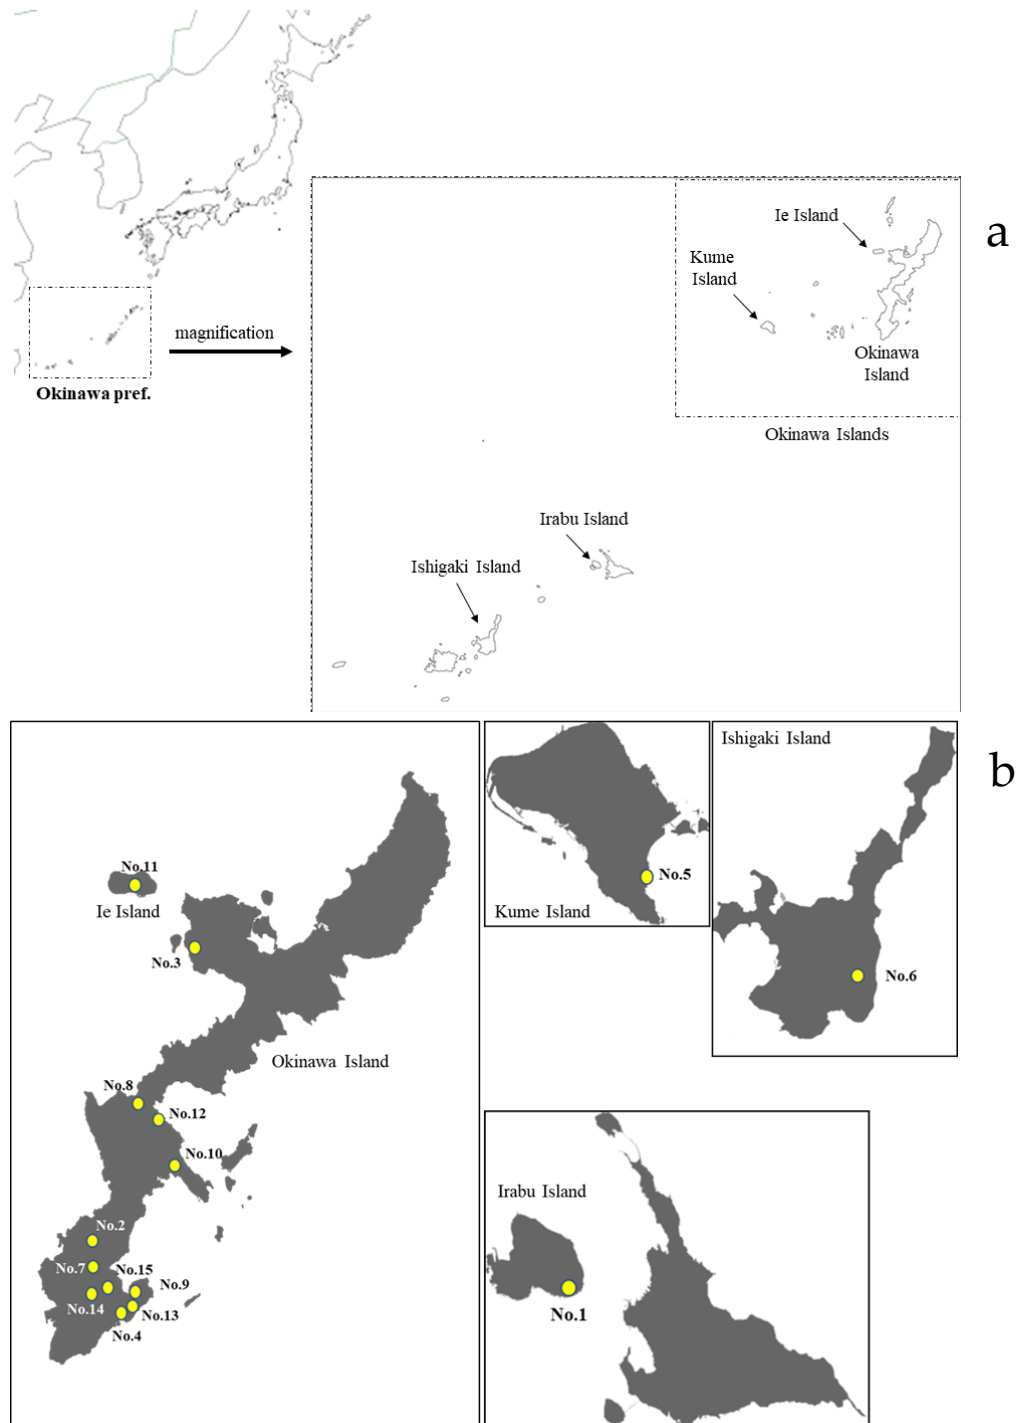 a
Ie Island
Kume
Island
magnification
Okinawa
Island
Okinawa pref.
Okinawa Islands
Irabu Island
Ishigaki Island
b
Ishigaki Island
No.11
No.5
Ie Island
Kume Island
No.3
No.6
Okinawa Island
No.8
No.12
No.10
Irabu Island
No.2
No.7
No.15
No.9
No.14
No.13
No.1
No.4